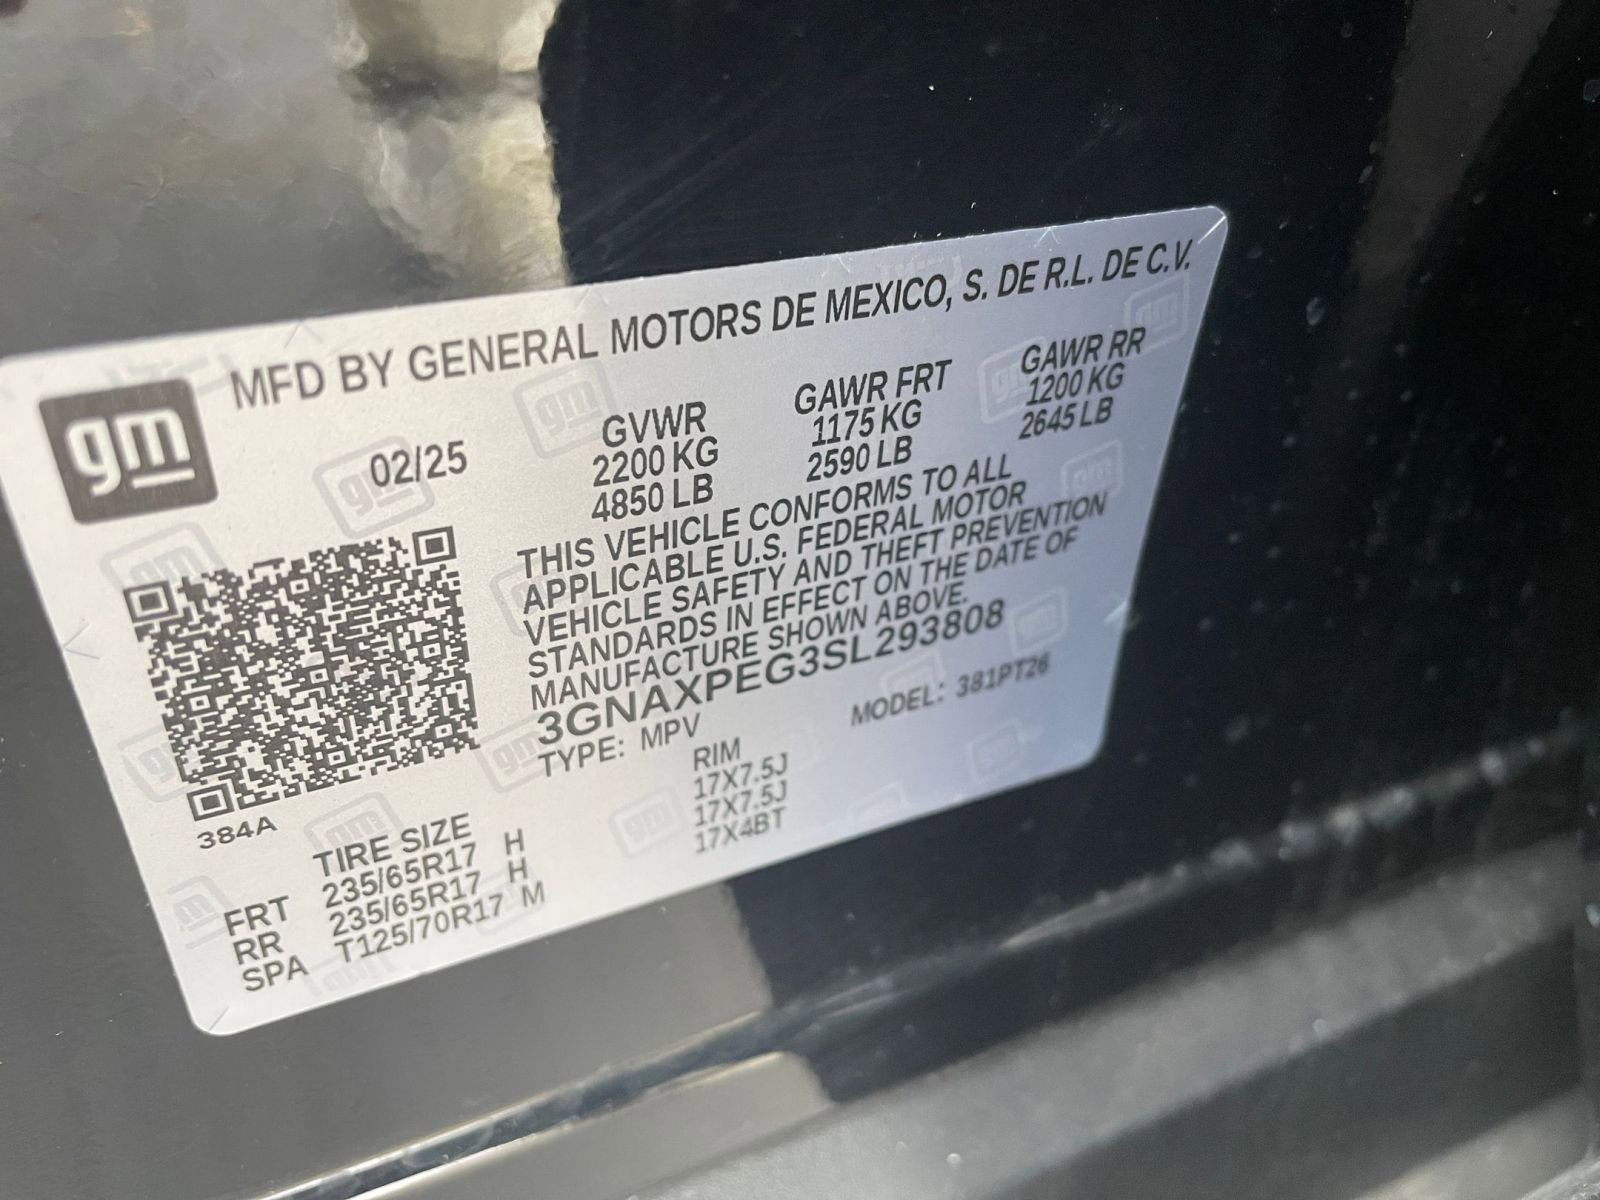 MFD BY GENERAL MOTORS DE MEXICO, S. DE R.L. DE C.V.
gm
02/25
GVWR GAWR FRT GAWR RR
2200 KG 1175 KG 1200 KG
4850 LB 2590 LB 2645 LB
THIS VEHICLE CONFORMS TO ALL
APPLICABLE U.S. FEDERAL MOTOR
VEHICLE SAFETY AND THEFT PREVENTION
STANDARDS IN EFFECT ON THE DATE OF
MANUFACTURE SHOWN ABOVE.
3GNAXPEG3SL293808
TYPE: MPV MODEL: 381PT26
384A
TIRE SIZE RIM
FRT 235/65R17 H 17X7.5J
RR 235/65R17 H 17X7.5J
SPA T125/70R17 M 17X4BT